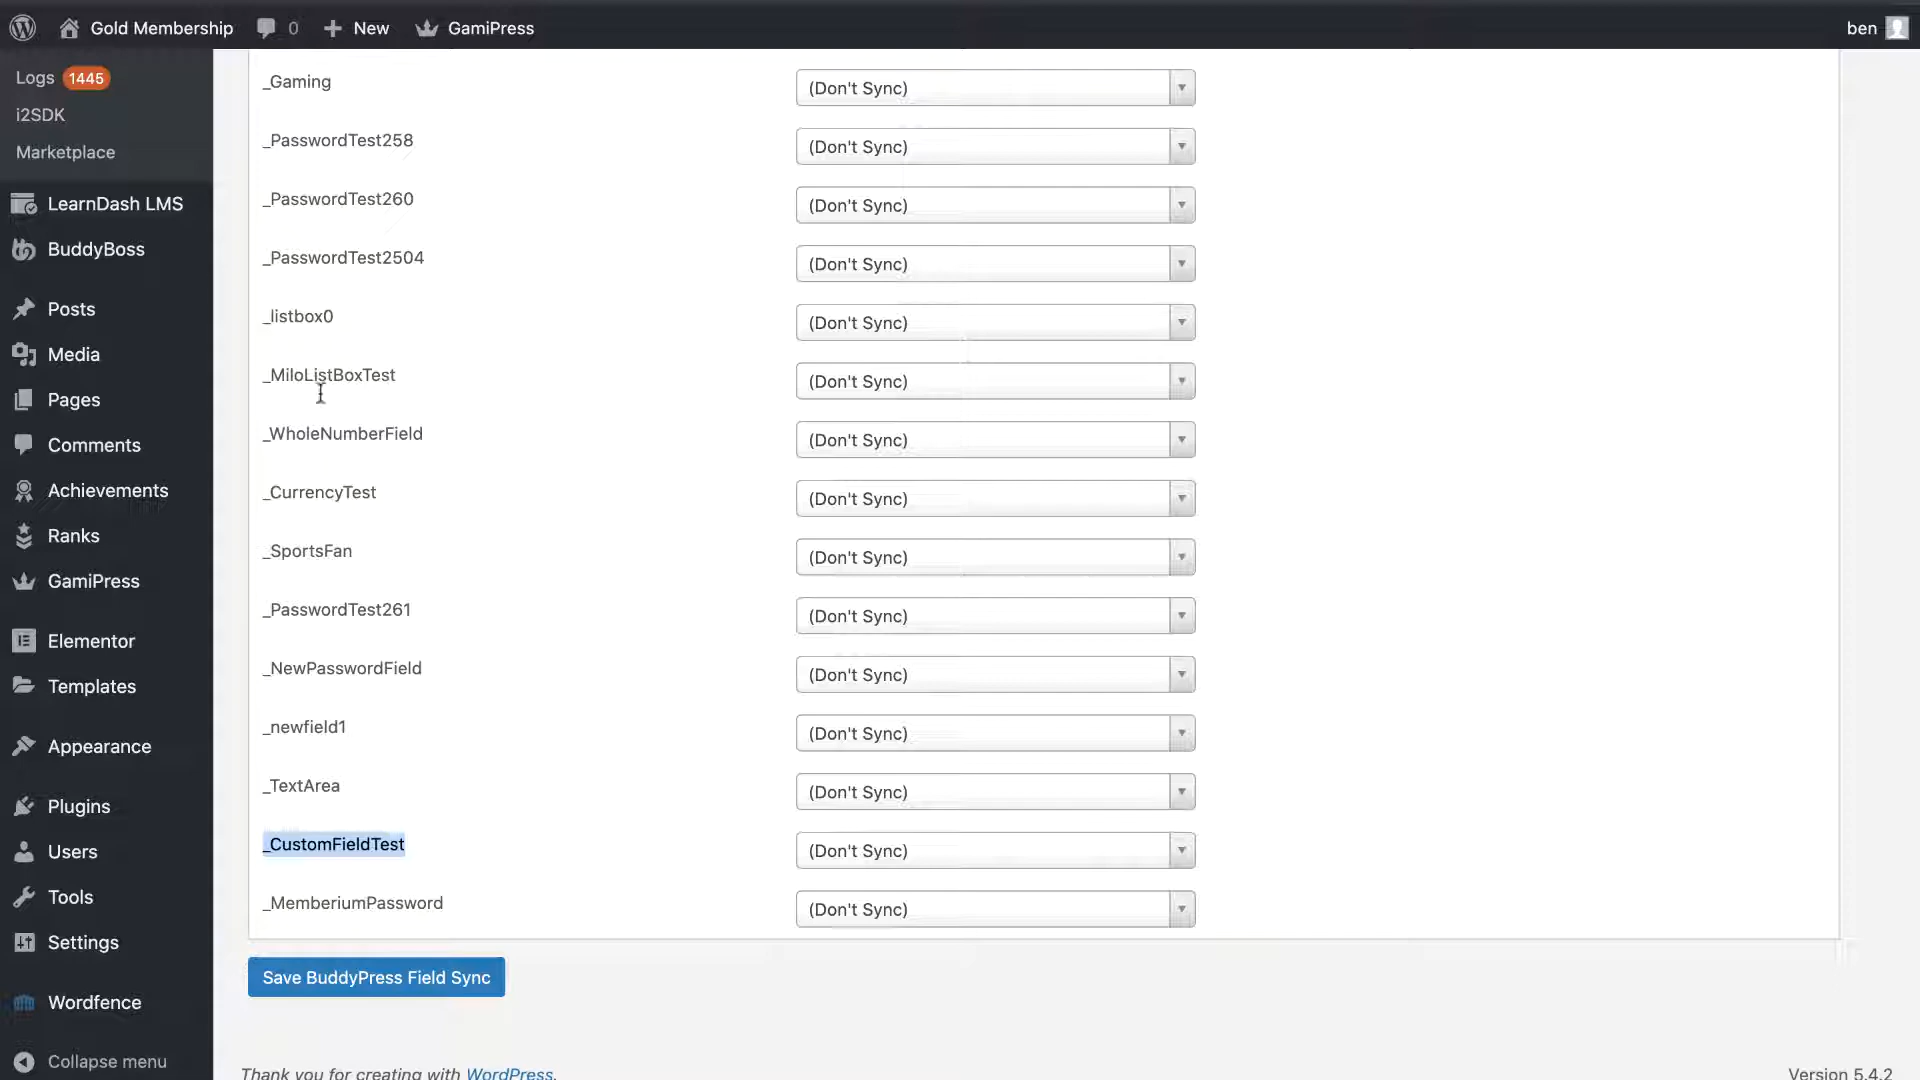 Gold Membership 0 New GamiPress ben
Logs 1445
i2SDK
Marketplace
LearnDash LMS
BuddyBoss
Posts
Media
Pages
Comments
Achievements
Ranks
GamiPress
Elementor
Templates
Appearance
Plugins
Users
Tools
Settings
Wordfence
Collapse menu
_Gaming (Don't Sync)
_PasswordTest258 (Don't Sync)
_PasswordTest260 (Don't Sync)
_PasswordTest2504 (Don't Sync)
_listbox0 (Don't Sync)
_MiloListBoxTest (Don't Sync)
_WholeNumberField (Don't Sync)
_CurrencyTest (Don't Sync)
_SportsFan (Don't Sync)
_PasswordTest261 (Don't Sync)
_NewPasswordField (Don't Sync)
_newfield1 (Don't Sync)
_TextArea (Don't Sync)
_CustomFieldTest (Don't Sync)
_MemberiumPassword (Don't Sync)
Save BuddyPress Field Sync
Thank you for creating with WordPress. Version 5.4.2